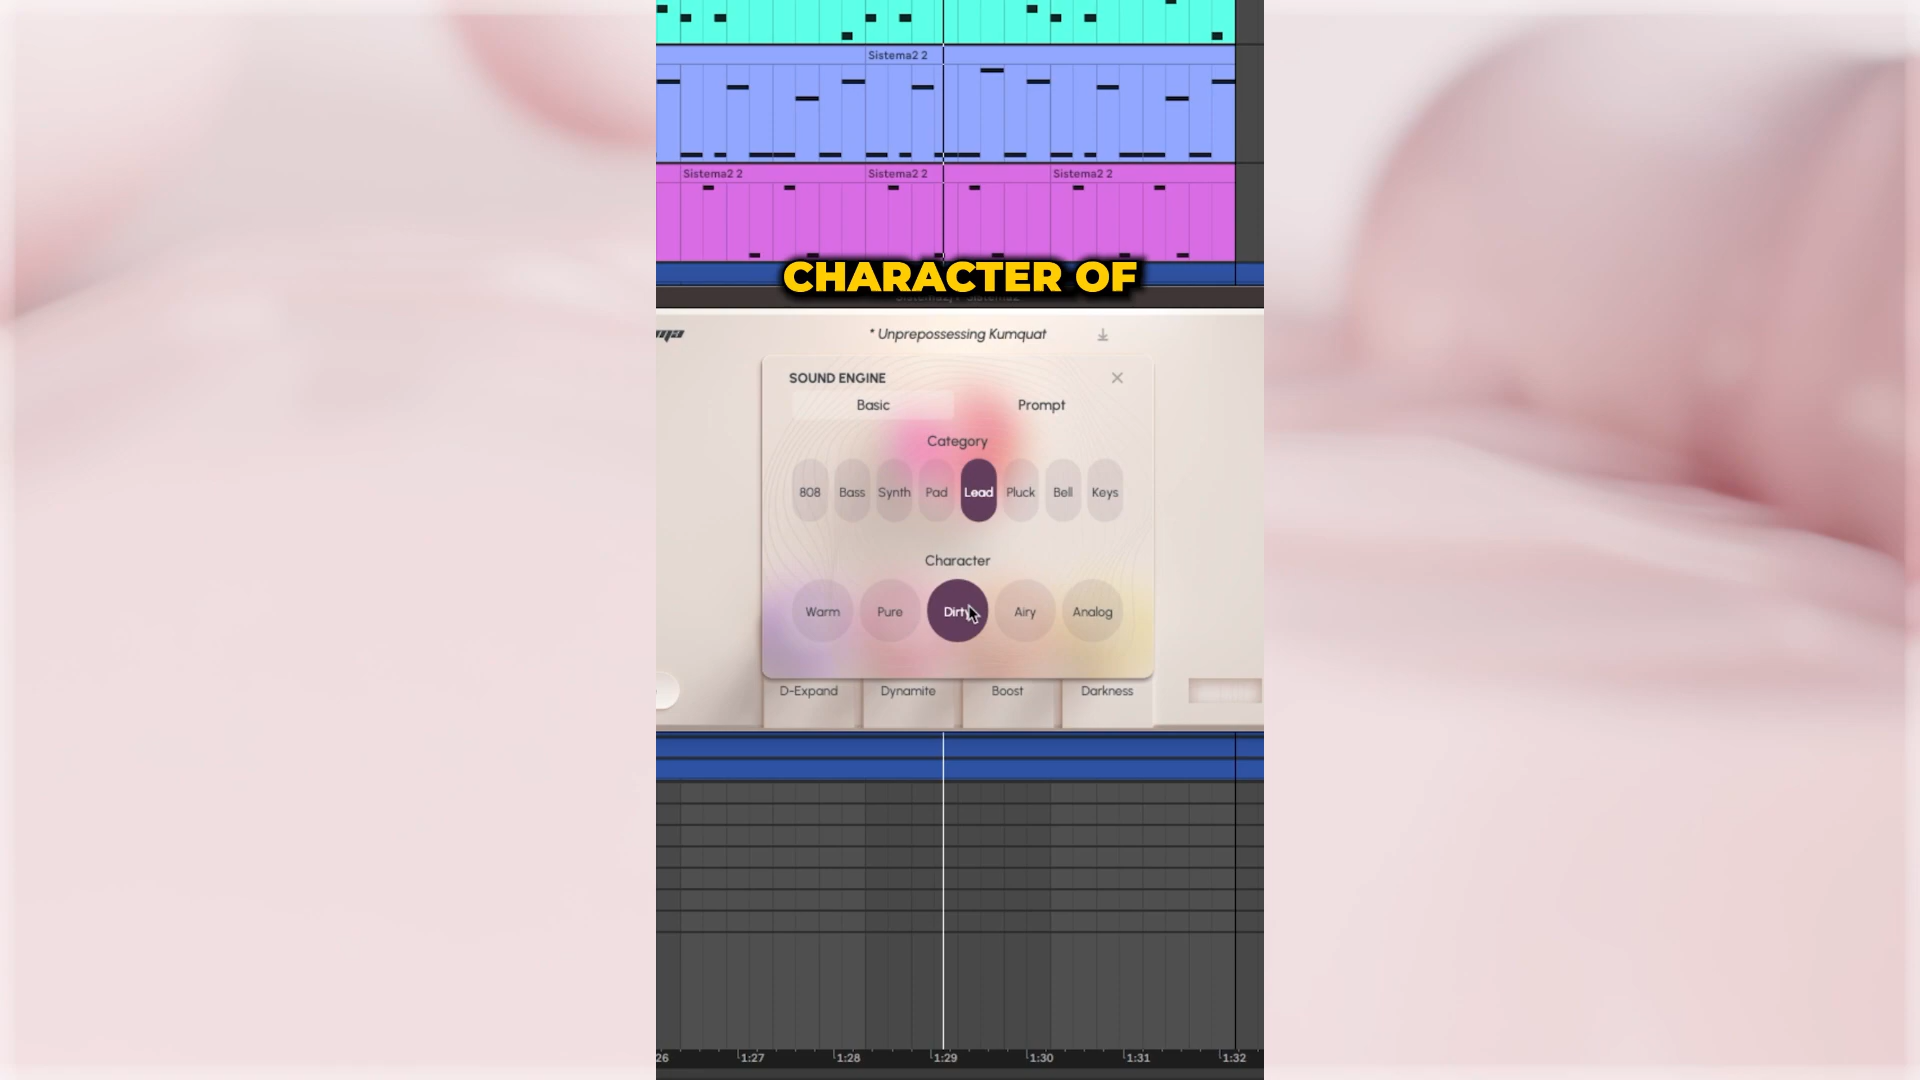 Sistema2 2
Sistema2 2 Sistema2 2 Sistema2 2
CHARACTER OF
* Unprepossessing Kumquat
SOUND ENGINE
Basic Prompt
Category
808 Bass Synth Pad Lead Pluck Bell Keys
Character
Warm Pure Dirty Airy Analog
D-Expand Dynamite Boost Darkness
26 1:27 1:28 1:29 1:30 1:31 1:32